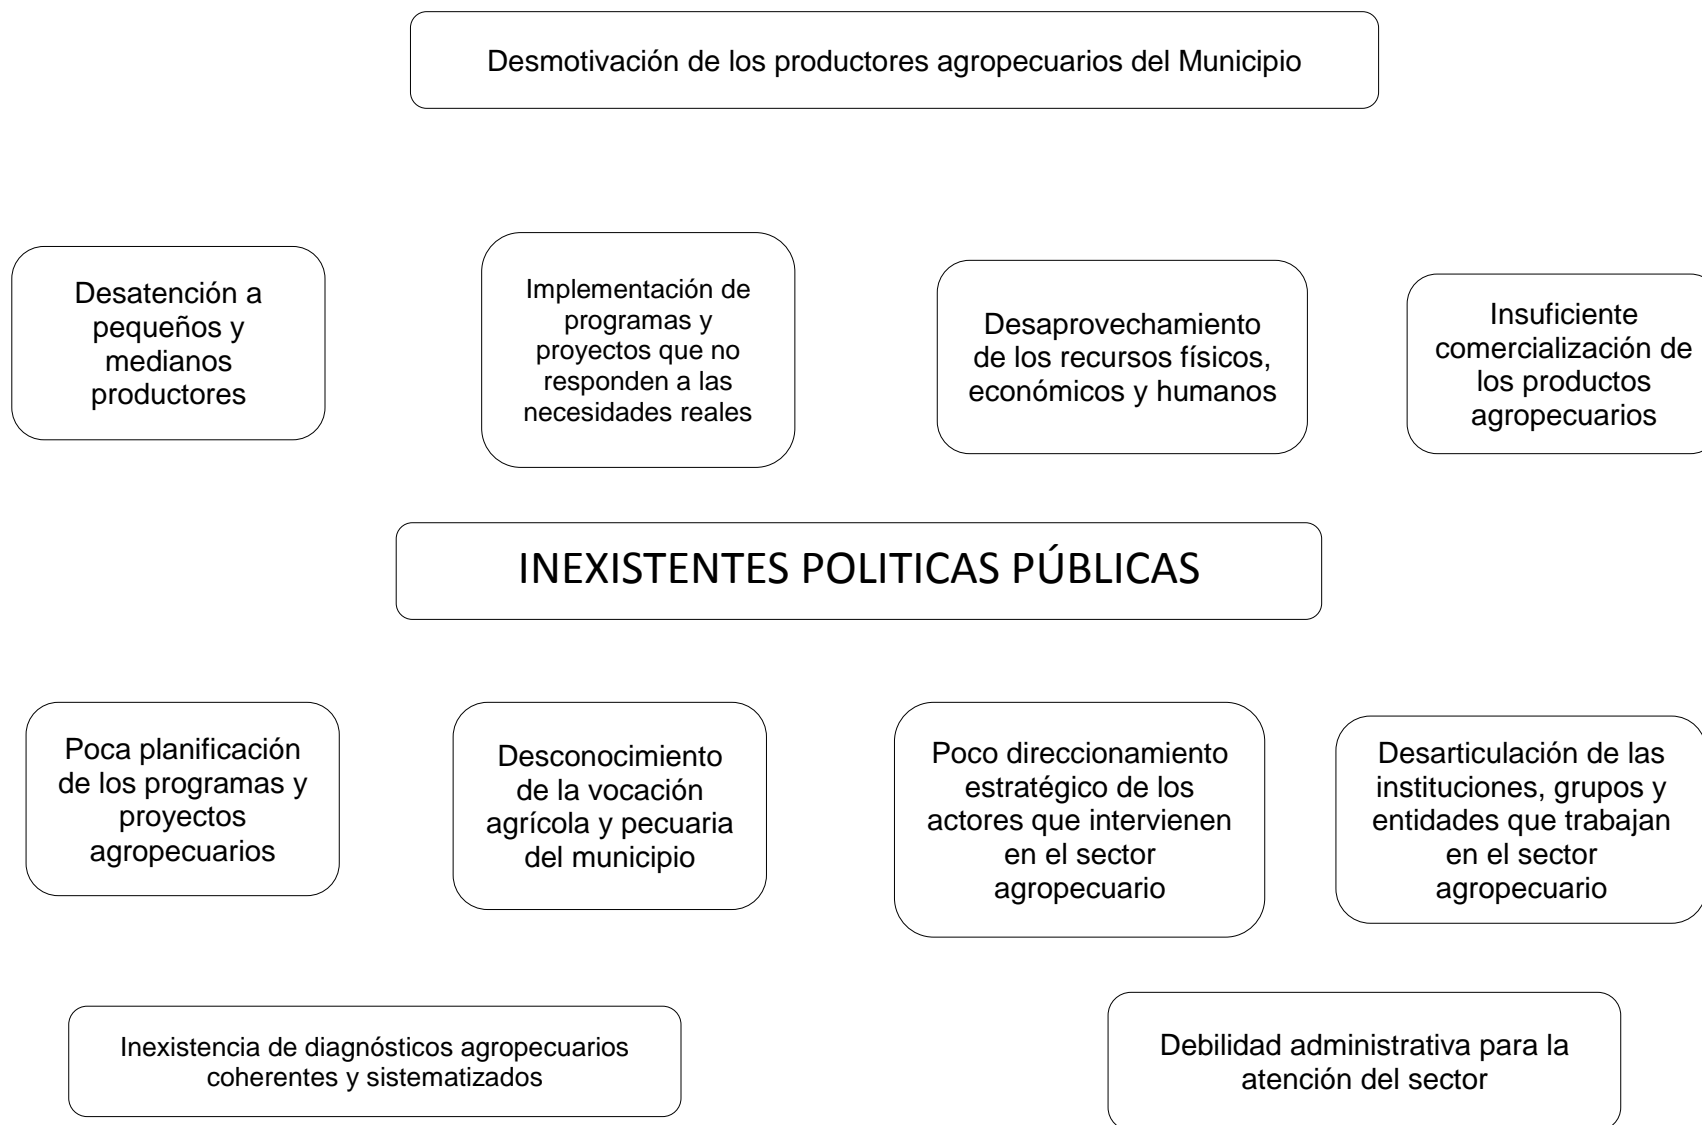 Desmotivación de los productores agropecuarios del Municipio
Desatención a
pequeños y
medianos
productores
Implementación de
programas y
proyectos que no
responden a las
necesidades reales
Desaprovechamiento
de los recursos físicos,
económicos y humanos
Insuficiente
comercialización de
los productos
agropecuarios
INEXISTENTES POLITICAS PÚBLICAS
Poca planificación
de los programas y
proyectos
agropecuarios
Desconocimiento
de la vocación
agrícola y pecuaria
del municipio
Poco direccionamiento
estratégico de los
actores que intervienen
en el sector
agropecuario
Desarticulación de las
instituciones, grupos y
entidades que trabajan
en el sector
agropecuario
Inexistencia de diagnósticos agropecuarios
coherentes y sistematizados
Debilidad administrativa para la
atención del sector